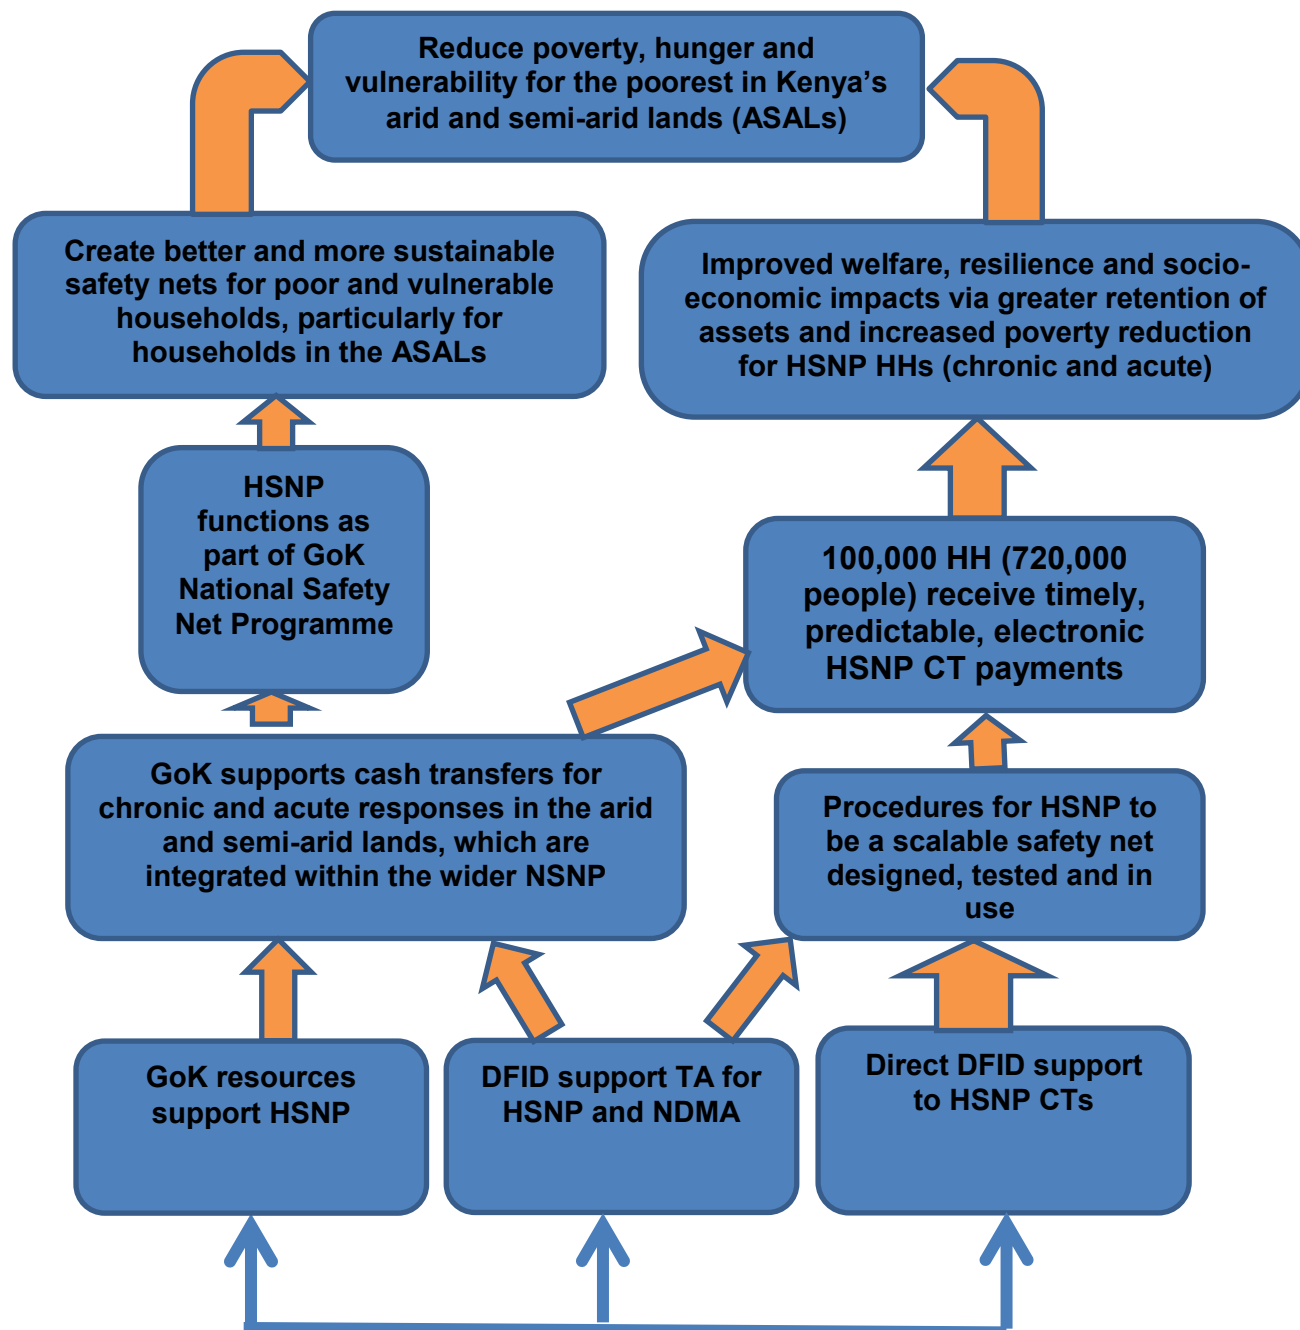 Reduce poverty, hunger and
vulnerability for the poorest in Kenya’s
arid and semi-arid lands (ASALs)
Create better and more sustainable
safety nets for poor and vulnerable
households, particularly for
households in the ASALs
Improved welfare, resilience and socio-
economic impacts via greater retention of
assets and increased poverty reduction
for HSNP HHs (chronic and acute)
HSNP
functions as
part of GoK
National Safety
Net Programme
100,000 HH (720,000
people) receive timely,
predictable, electronic
HSNP CT payments
GoK supports cash transfers for
chronic and acute responses in the arid
and semi-arid lands, which are
integrated within the wider NSNP
Procedures for HSNP to
be a scalable safety net
designed, tested and in
use
GoK resources
support HSNP
DFID support TA for
HSNP and NDMA
Direct DFID support
to HSNP CTs